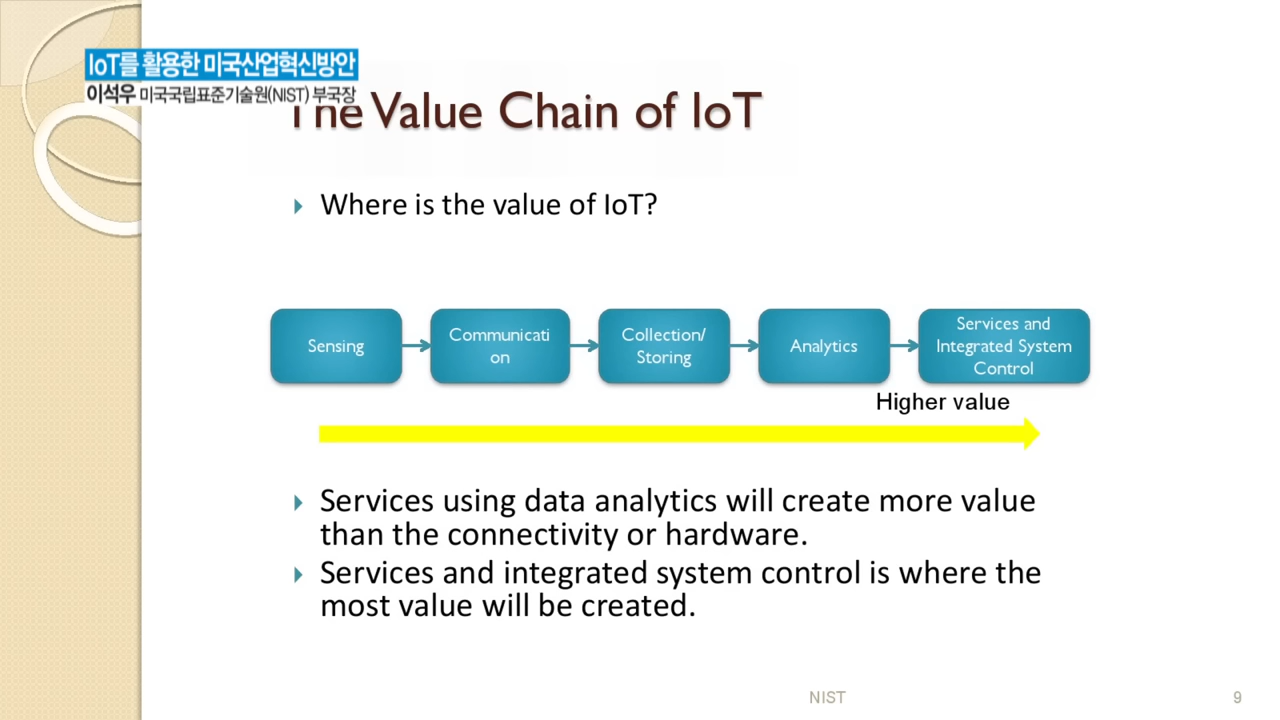 IoT를 활용한 미국산업혁신방안
이석우 미국국립표준기술원(NIST) 부국장
The Value Chain of IoT
Where is the value of IoT?
Sensing
Communicati
on
Collection/
Storing
Analytics
Services and
Integrated System
Control
Higher value
Services using data analytics will create more value
than the connectivity or hardware.
Services and integrated system control is where the
most value will be created.
NIST
9